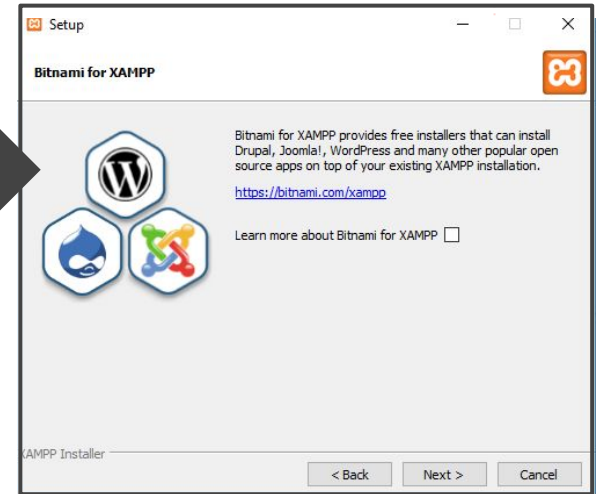 Setup
Bitnami for XAMPP
Bitnami for XAMPP provides free installers that can install
Drupal, Joomla!, WordPress and many other popular open
source apps on top of your existing XAMPP installation.
https://bitnami.com/xampp
Learn more about Bitnami for XAMPP
XAMPP Installer
< Back Next > Cancel